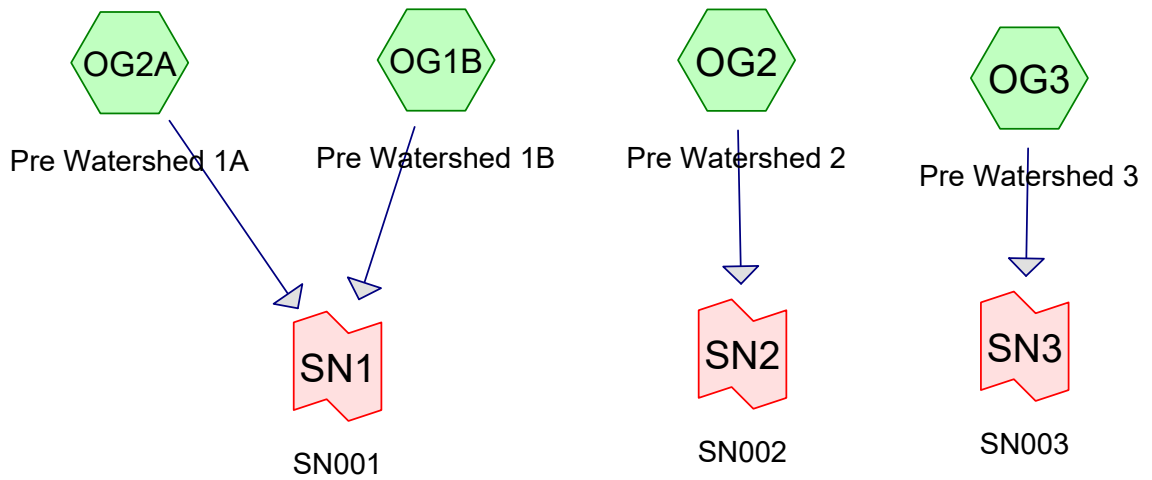 OG2A
OG1B
OG2
OG3
Pre Watershed 1A
Pre Watershed 1B
Pre Watershed 2
Pre Watershed 3
SN1
SN2
SN3
SN001
SN002
SN003